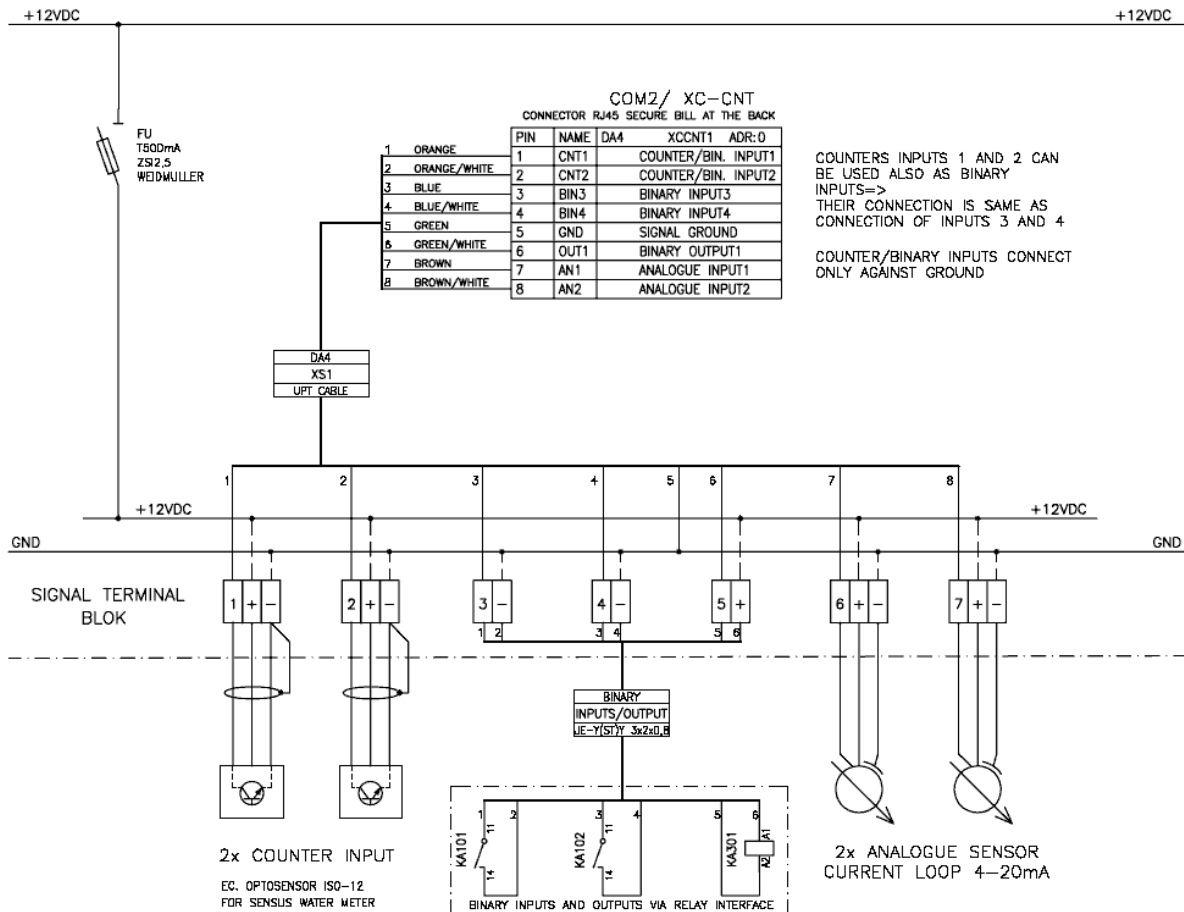 +12VDC +12VDC
FU
T500mA
ZSI2,5
WEIDMULLER
COM2/ XC-CNT
CONNECTOR RJ45 SECURE BILL AT THE BACK
PIN NAME DA4 XCCNT1 ADR:0
1 ORANGE 1 CNT1 COUNTER/BIN. INPUT1
2 ORANGE/WHITE 2 CNT2 COUNTER/BIN. INPUT2
3 BLUE 3 BIN3 BINARY INPUT3
4 BLUE/WHITE 4 BIN4 BINARY INPUT4
5 GREEN 5 GND SIGNAL GROUND
6 GREEN/WHITE 6 OUT1 BINARY OUTPUT1
7 BROWN 7 AN1 ANALOGUE INPUT1
8 BROWN/WHITE 8 AN2 ANALOGUE INPUT2
COUNTERS INPUTS 1 AND 2 CAN
BE USED ALSO AS BINARY
INPUTS=>
THEIR CONNECTION IS SAME AS
CONNECTION OF INPUTS 3 AND 4
COUNTER/BINARY INPUTS CONNECT
ONLY AGAINST GROUND
DA4
XS1
UPT CABLE
1 2 3 4 5 6 7 8
+12VDC +12VDC
GND GND
SIGNAL TERMINAL
BLOK
1 + - 2 + - 3 - 4 - 5 + 6 + - 7 + -
1 2 3 4 5 6
BINARY
INPUTS/OUTPUT
JE-Y(ST)Y 3x2x0,8
1 2 3 4 5 6
KA101 11 14 KA102 11 14 KA301 A1 A2
BINARY INPUTS AND OUTPUTS VIA RELAY INTERFACE
2x COUNTER INPUT
EC. OPTOSENSOR ISO-12
FOR SENSUS WATER METER
2x ANALOGUE SENSOR
CURRENT LOOP 4-20mA